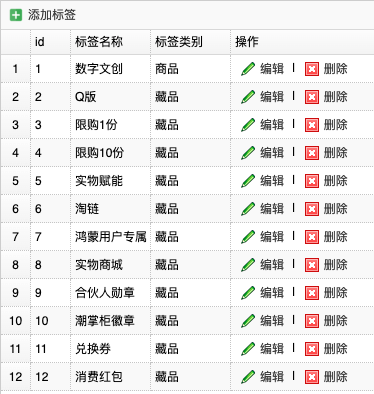 添加标签
id 标签名称 标签类别 操作
1 1 数字文创 商品 编辑 | 删除
2 2 Q版 藏品 编辑 | 删除
3 3 限购1份 藏品 编辑 | 删除
4 4 限购10份 藏品 编辑 | 删除
5 5 实物赋能 藏品 编辑 | 删除
6 6 淘链 藏品 编辑 | 删除
7 7 鸿蒙用户专属 藏品 编辑 | 删除
8 8 实物商城 藏品 编辑 | 删除
9 9 合伙人勋章 藏品 编辑 | 删除
10 10 潮掌柜徽章 藏品 编辑 | 删除
11 11 兑换券 藏品 编辑 | 删除
12 12 消费红包 藏品 编辑 | 删除